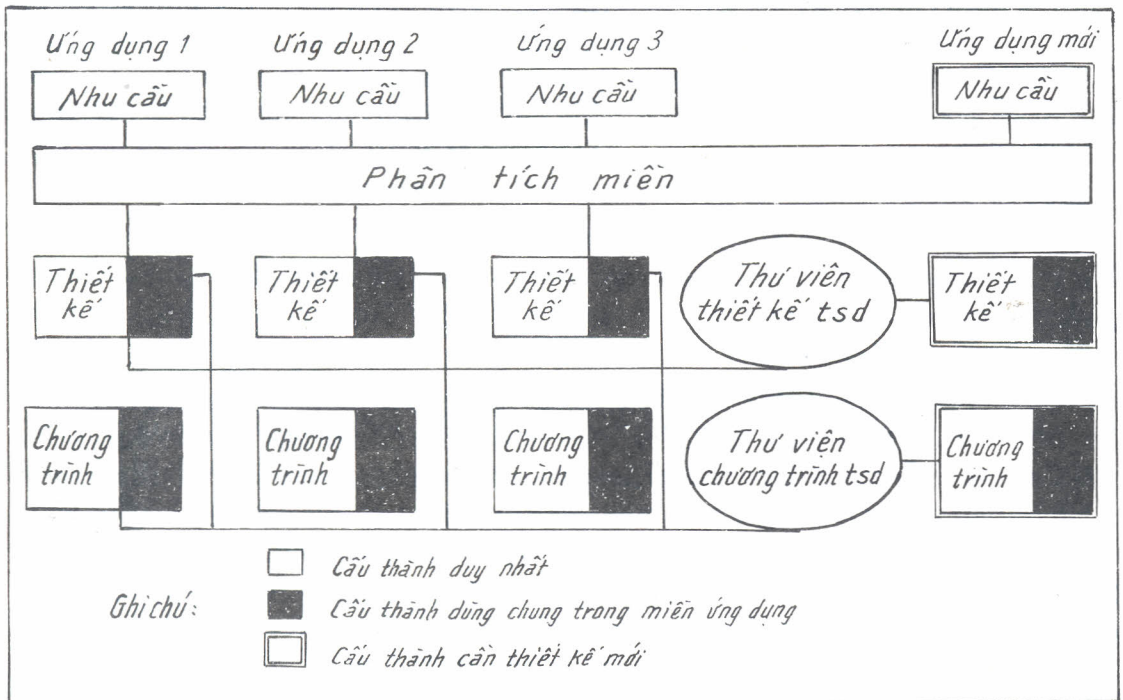 Ứng dụng 1
Ứng dụng 2
Ứng dụng 3
Ứng dụng mới
Nhu cầu
Nhu cầu
Nhu cầu
Nhu cầu
Phân tích miền
Thiết
kế
Thiết
kế
Thiết
kế
Thư viện
thiết kế tsd
Thiết
kế
Chương
trình
Chương
trình
Chương
trình
Thư viện
chương trình tsd
Chương
trình
Ghi chú:
Cấu thành duy nhất
Cấu thành dùng chung trong miền ứng dụng
Cấu thành cần thiết kế mới